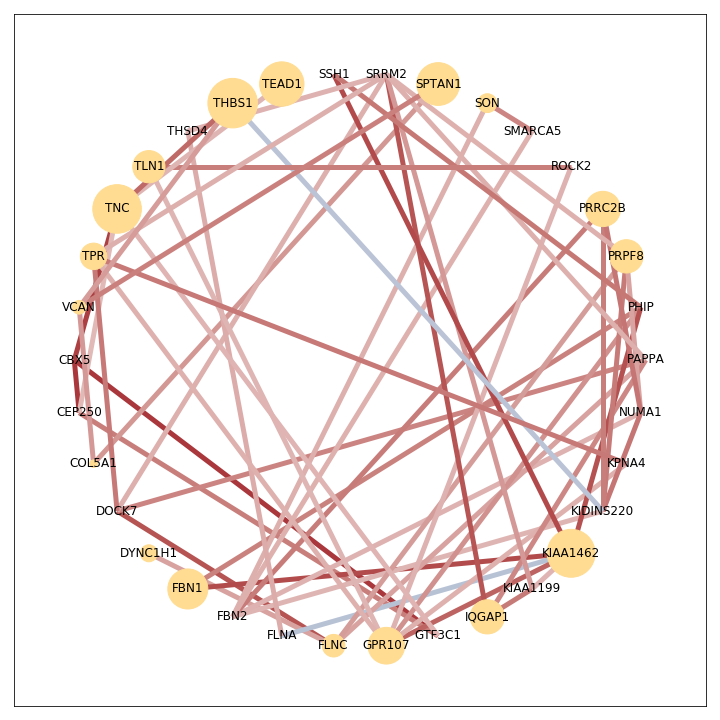 SSH1
SRRM2
TEAD1
SPTAN1
THBS1
SON
THSD4
SMARCA5
TLN1
ROCK2
TNC
PRRC2B
TPR
PRPF8
VCAN
PHIP
CBX5
PAPPA
CEP250
NUMA1
COL5A1
KPNA4
DOCK7
KIDINS220
DYNC1H1
KIAA1462
FBN1
KIAA1199
FBN2
IQGAP1
FLNA
GTF3C1
FLNC
GPR107